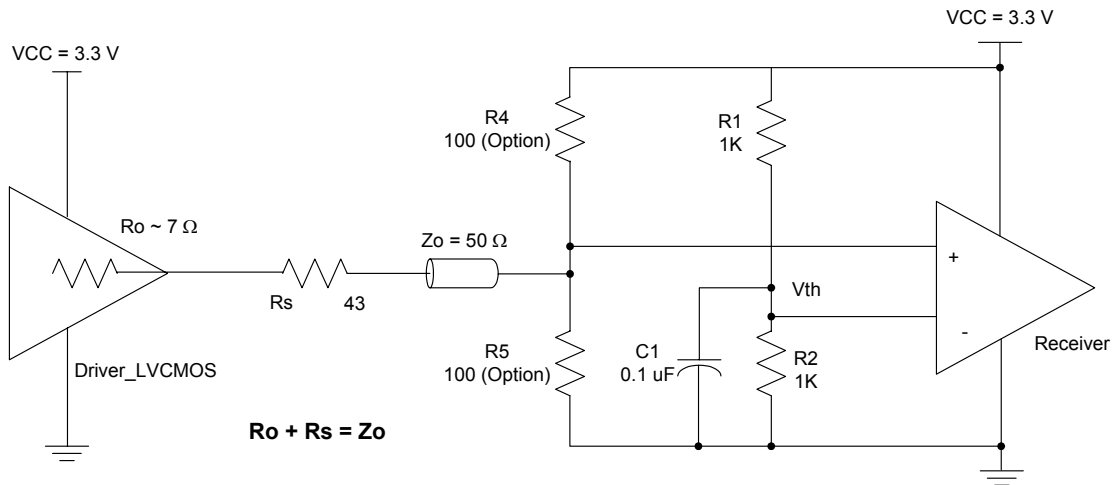 VCC = 3.3 V
VCC = 3.3 V
R4
100 (Option)
R1
1K
Ro ~ 7 Ω
Zo = 50 Ω
+
Rs
43
Vth
-
Receiver
R5
100 (Option)
C1
0.1 uF
R2
1K
Driver_LVCMOS
Ro + Rs = Zo